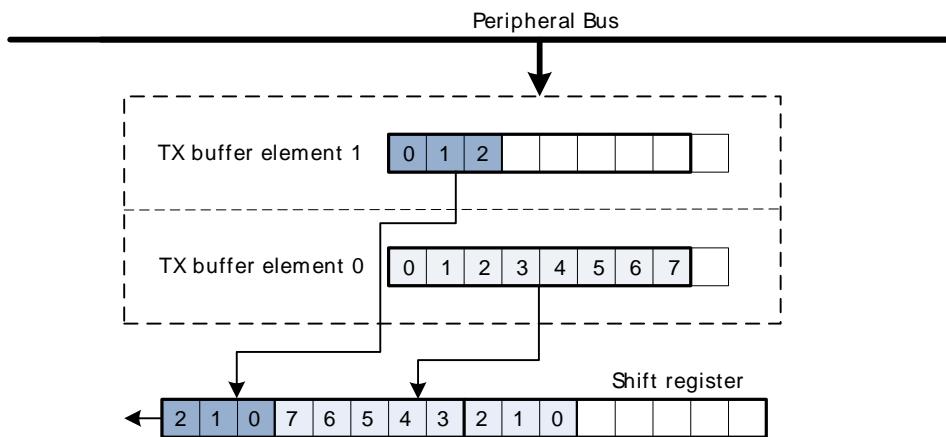 Peripheral Bus
TX buffer element 1 0 1 2
TX buffer element 0 0 1 2 3 4 5 6 7
Shift register
2 1 0 7 6 5 4 3 2 1 0